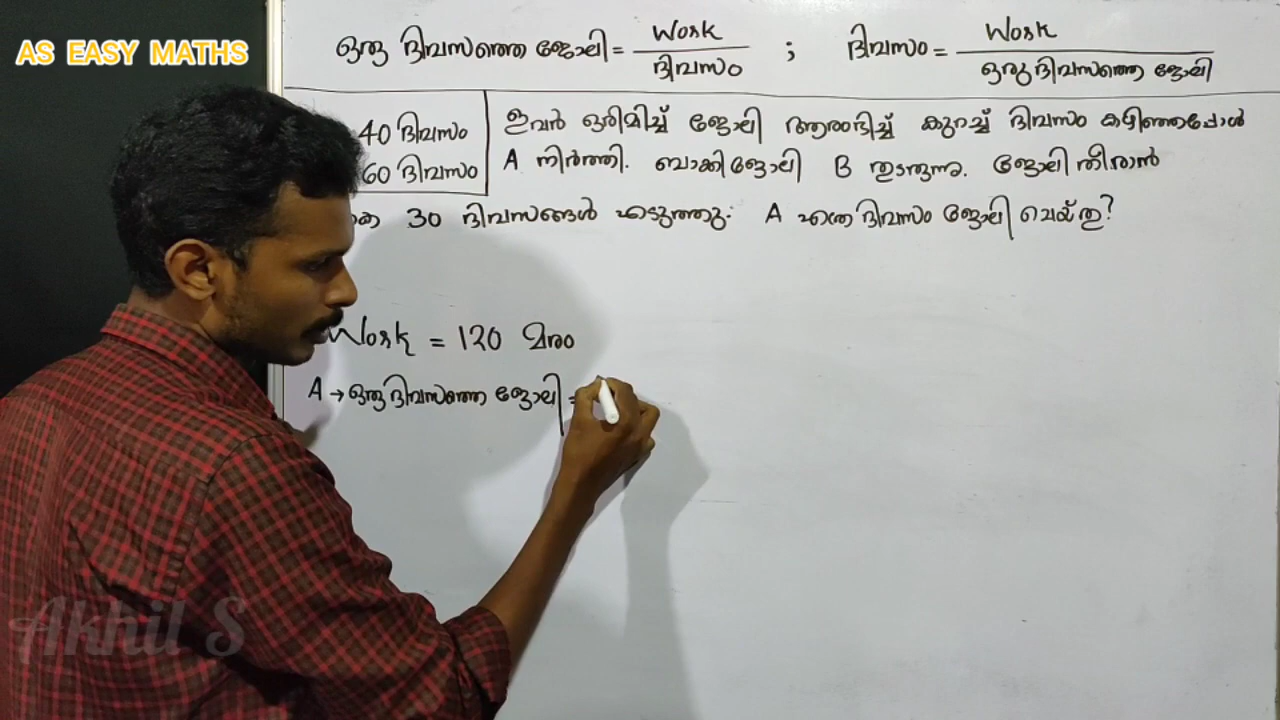 AS EASY MATHS
ഒരു ദിവസത്തെ ജോലി = Work / ദിവസം ; ദിവസം = Work / ഒരു ദിവസത്തെ ജോലി
40 ദിവസം
60 ദിവസം
ഇവർ ഒരിമിച്ച് ജോലി ആരംഭിച്ച് കുറച്ച് ദിവസം കഴിഞ്ഞപ്പോൾ
A നിർത്തി. ബാക്കി ജോലി B തുടരുന്നു. ജോലി തീരാൻ
30 ദിവസങ്ങൾ എടുത്തു. A എത്ര ദിവസം ജോലി ചെയ്തു?
Work = 120 മരം
A → ഒരു ദിവസത്തെ ജോലി =
Akhil S